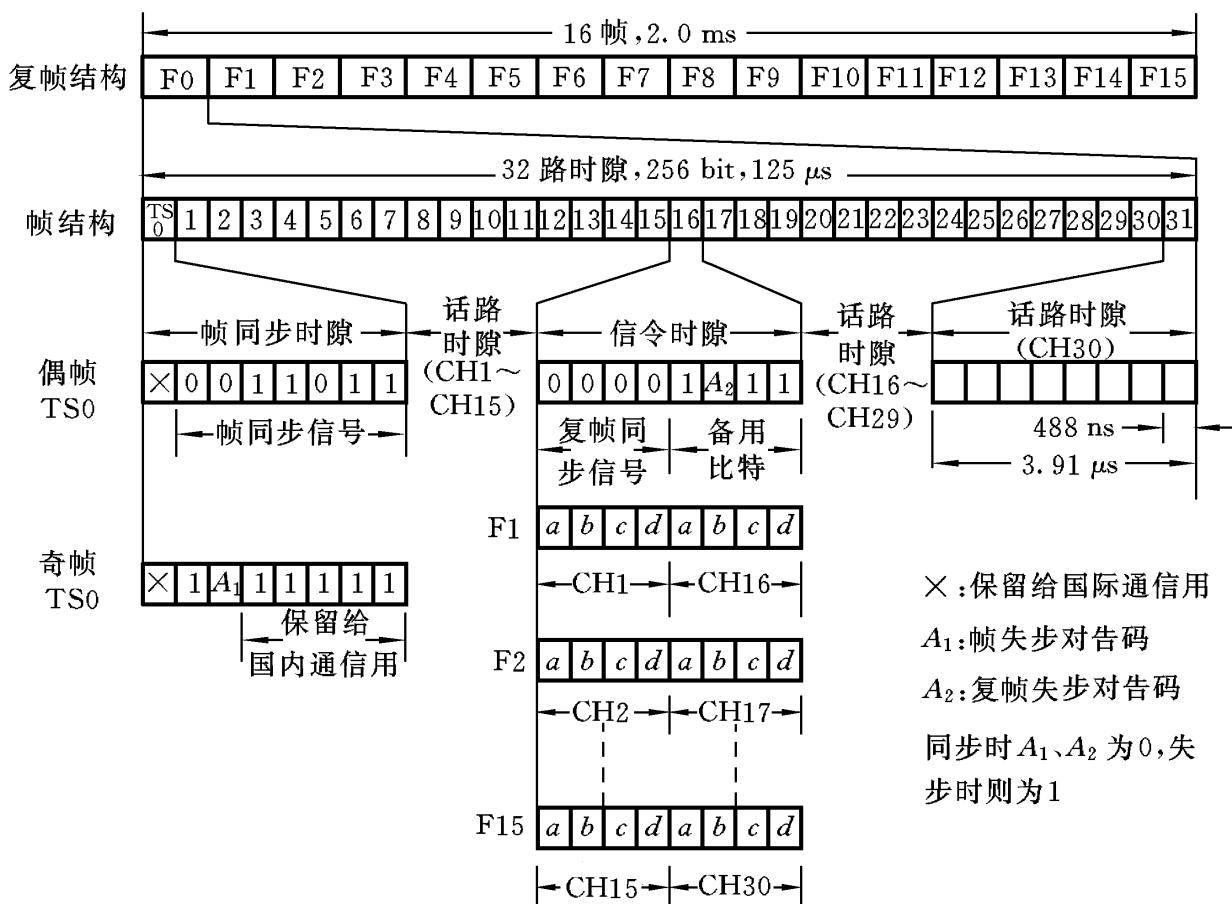 16 帧,2.0 ms
复帧结构 F0 F1 F2 F3 F4 F5 F6 F7 F8 F9 F10 F11 F12 F13 F14 F15
32 路时隙,256 bit,125 μs
帧结构 TS0 1 2 3 4 5 6 7 8 9 10 11 12 13 14 15 16 17 18 19 20 21 22 23 24 25 26 27 28 29 30 31
帧同步时隙
话路时隙(CH1~CH15)
信令时隙
话路时隙(CH16~CH29)
话路时隙(CH30)
偶帧TS0
× 0 0 1 1 0 1 1
0 0 0 0 1 A₂ 1 1
帧同步信号
复帧同步信号
备用比特
488 ns
3.91 μs
F1 a b c d a b c d
CH1 CH16
奇帧TS0
× 1 A₁ 1 1 1 1 1
保留给国内通信用
F2 a b c d a b c d
CH2 CH17
F15 a b c d a b c d
CH15 CH30
×:保留给国际通信用
A₁:帧失步对告码
A₂:复帧失步对告码
同步时A₁、A₂为0,失
步时则为1